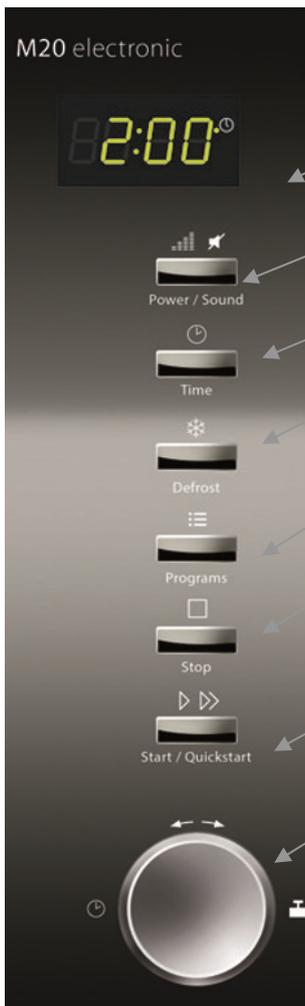 M20 electronic
2:00
Power / Sound
Time
Defrost
Programs
Stop
Start / Quickstart